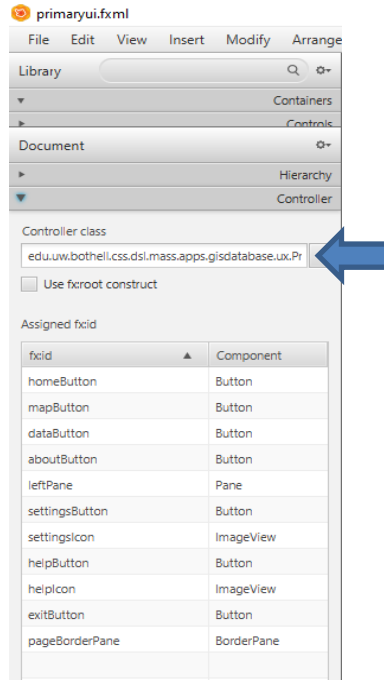 primaryui.fxml
File Edit View Insert Modify Arrange
Library
Containers
Controls
Document
Hierarchy
Controller
Controller class
edu.uw.bothell.css.dsl.mass.apps.gisdatabase.ux.Pr
Use fx:root construct
Assigned fx:id
fx:id Component
homeButton Button
mapButton Button
dataButton Button
aboutButton Button
leftPane Pane
settingsButton Button
settingsIcon ImageView
helpButton Button
helpIcon ImageView
exitButton Button
pageBorderPane BorderPane